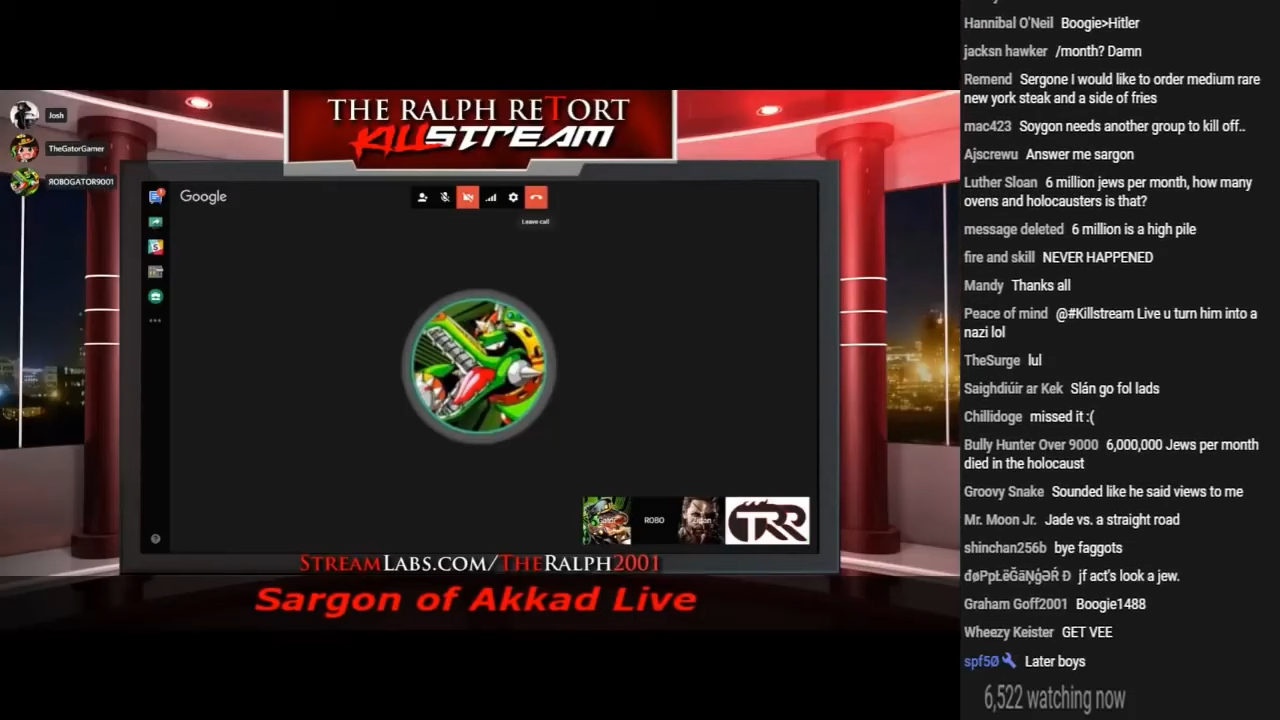 THE RALPH RETORT
KILLSTREAM
Josh
TheGatorGamer
ROBOGATOR9001
Google
Leave call
Gator
ROBO
TRR
STREAMLABS.COM/THERALPH2001
Sargon of Akkad Live
Hannibal O'Neil Boogie>Hitler
jacksn hawker /month? Damn
Remend Sergone I would like to order medium rare
new york steak and a side of fries
mac423 Soygon needs another group to kill off..
Ajscrewu Answer me sargon
Luther Sloan 6 million jews per month, how many
ovens and holocausters is that?
message deleted 6 million is a high pile
fire and skill NEVER HAPPENED
Mandy Thanks all
Peace of mind @#Killstream Live u turn him into a
nazi lol
TheSurge lul
Saighdiúir ar Kek Slán go fol lads
Chillidoge missed it :(
Bully Hunter Over 9000 6,000,000 Jews per month
died in the holocaust
Groovy Snake Sounded like he said views to me
Mr. Moon Jr. Jade vs. a straight road
shinchan256b bye faggots
jf act's look a jew.
Graham Goff2001 Boogie1488
Wheezy Keister GET VEE
spf50 Later boys
6,522 watching now